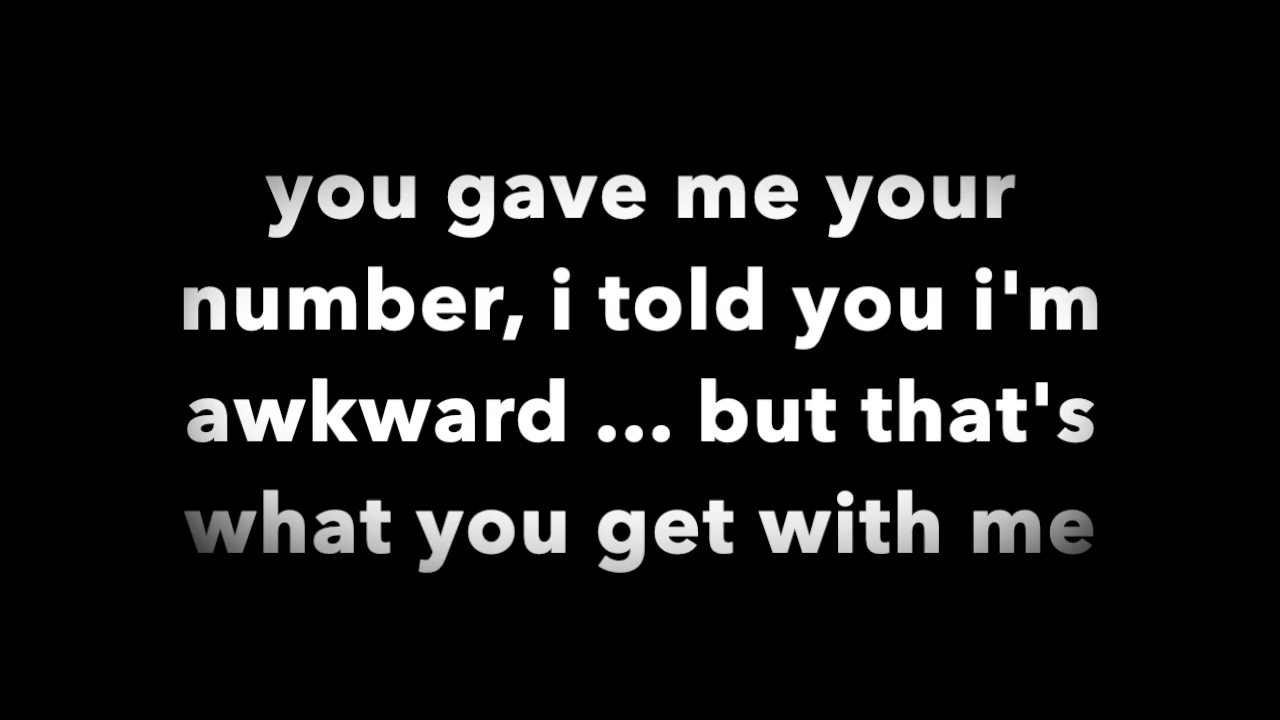 you gave me your
number, i told you i'm
awkward ... but that's
what you get with me